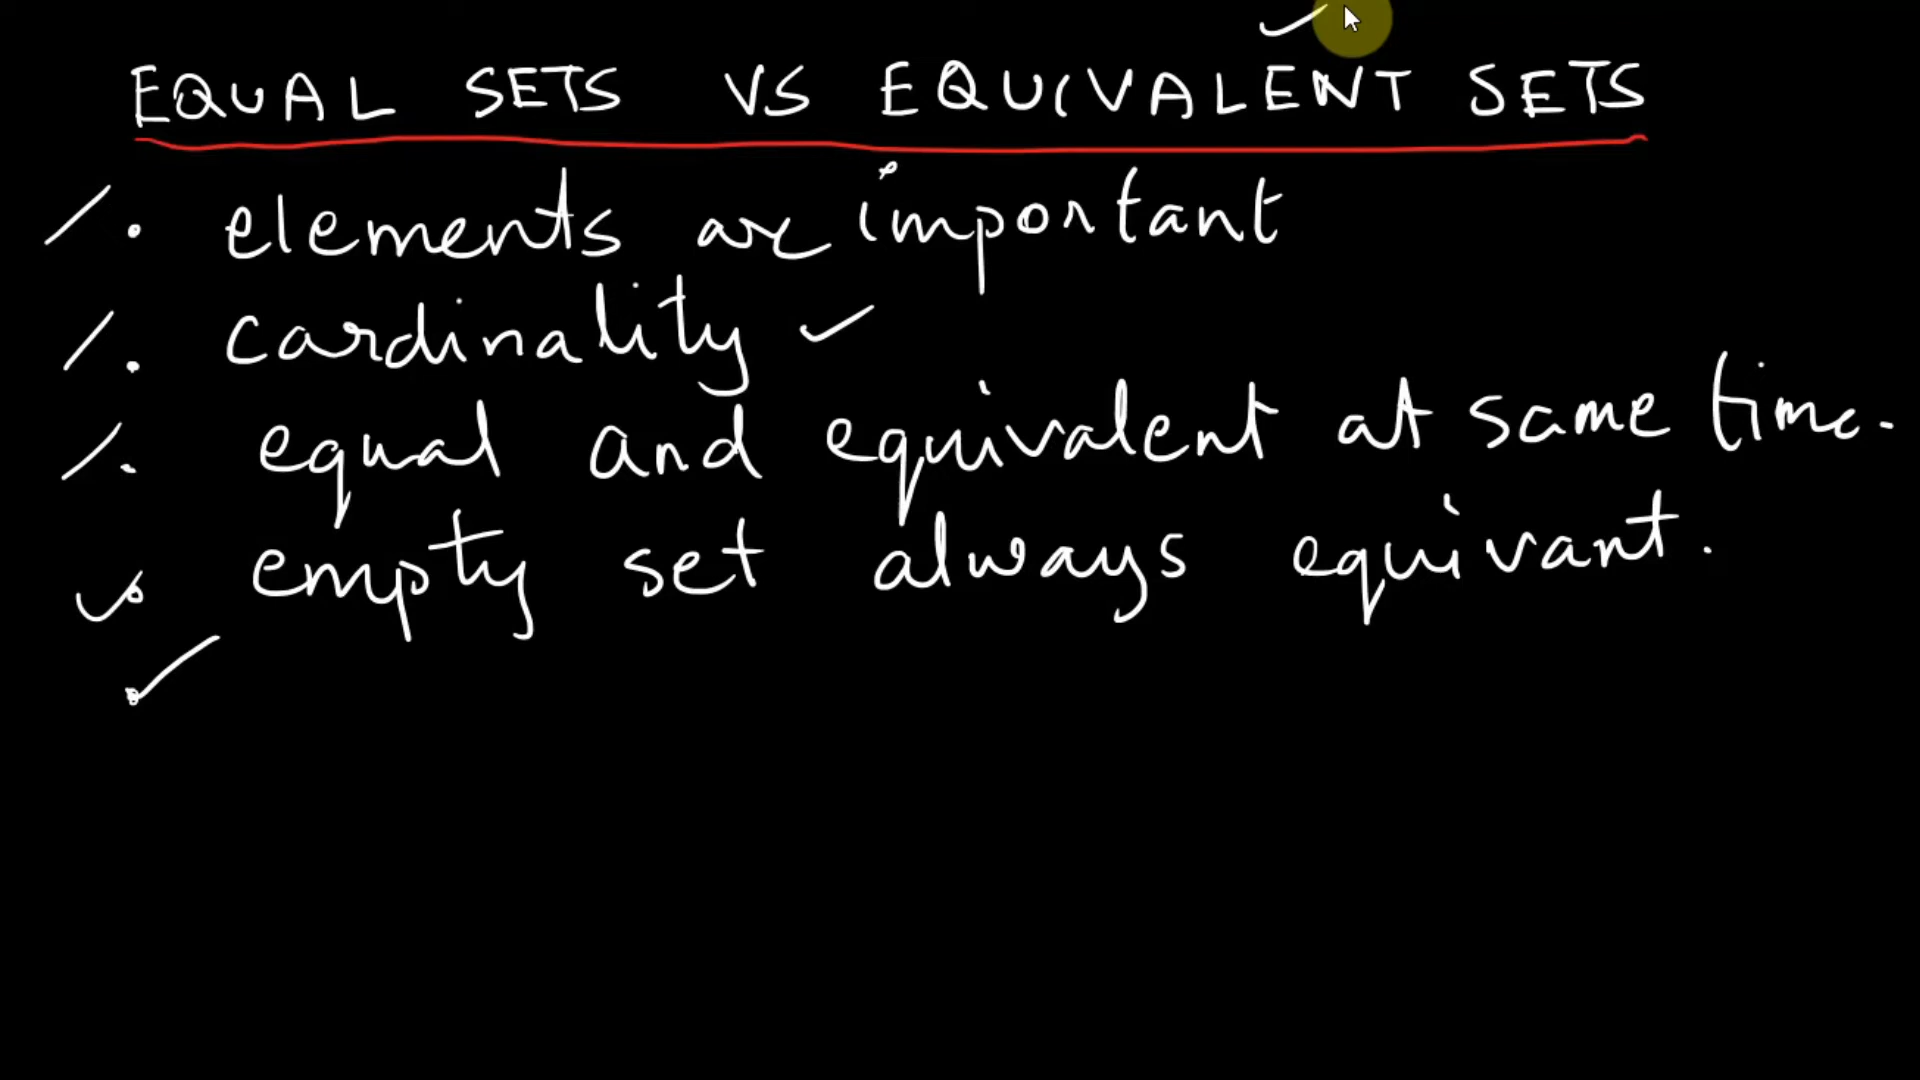 EQUAL SETS VS EQUIVALENT SETS
elements are important
cardinality
equal and equivalent at same time.
empty set always equivant.